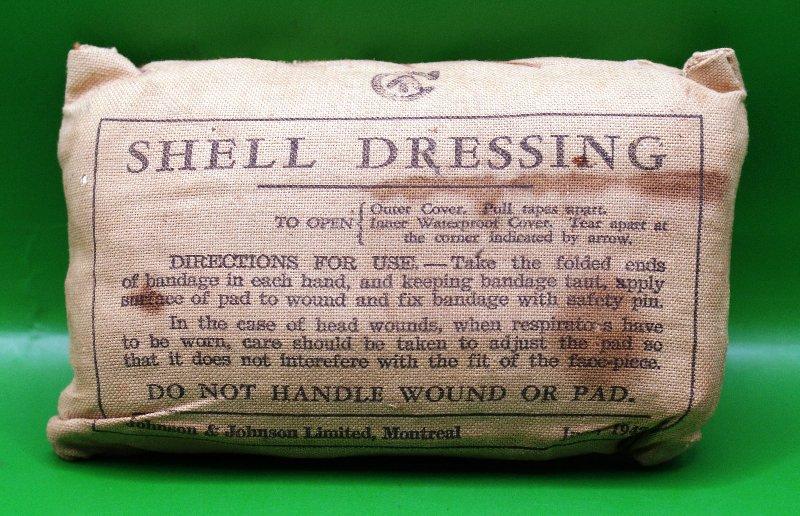 SHELL DRESSING
TO OPEN { Outer Cover. Pull tapes apart.
Inner Waterproof Cover. Tear apart at
the corner indicated by arrow.
DIRECTIONS FOR USE.—Take the folded ends
of bandage in each hand, and keeping bandage taut, apply
surface of pad to wound and fix bandage with safety pin.
In the case of head wounds, when respirators have
to be worn, care should be taken to adjust the pad so
that it does not interefere with the fit of the face-piece.
DO NOT HANDLE WOUND OR PAD.
Johnson & Johnson Limited, Montreal